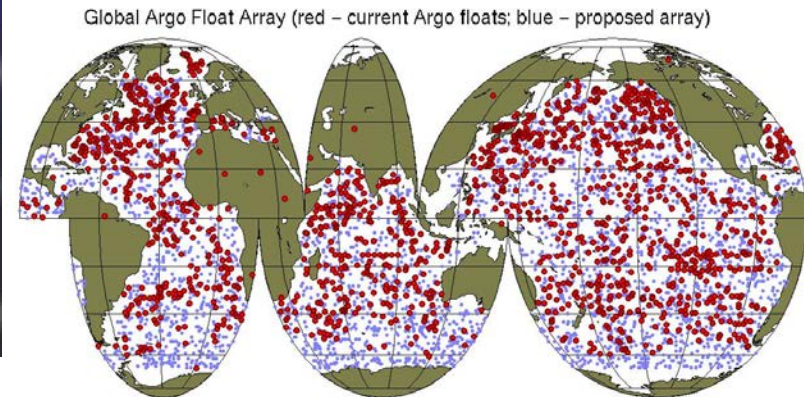 Global Argo Float Array (red – current Argo floats; blue – proposed array)